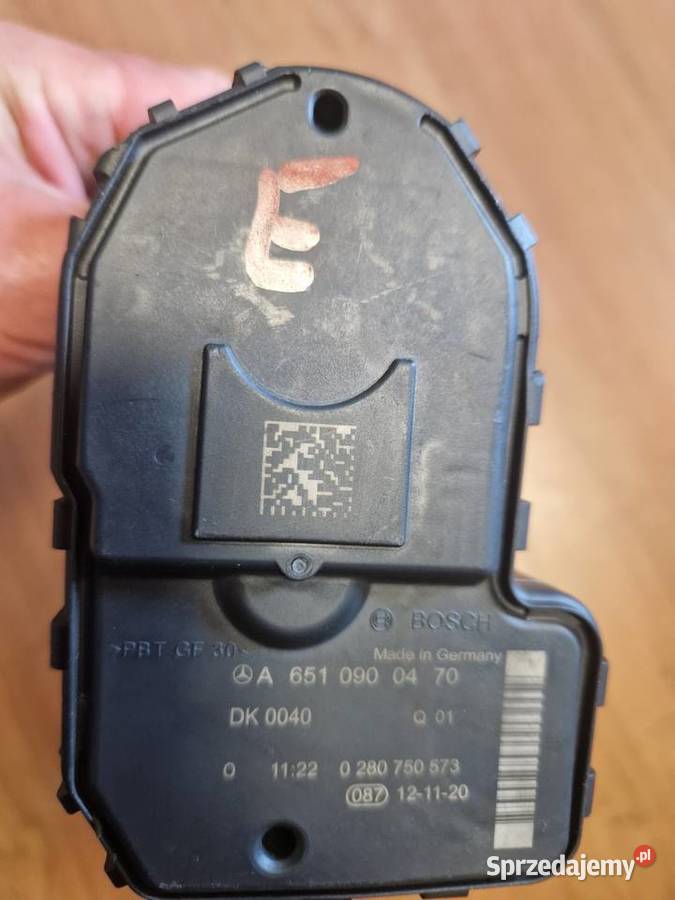 E
BOSCH
>PBT GF 30<
Made in Germany
A 651 090 04 70
DK 0040 Q 01
0 11:22 0 280 750 573
087 12-11-20
Sprzedajemy.pl